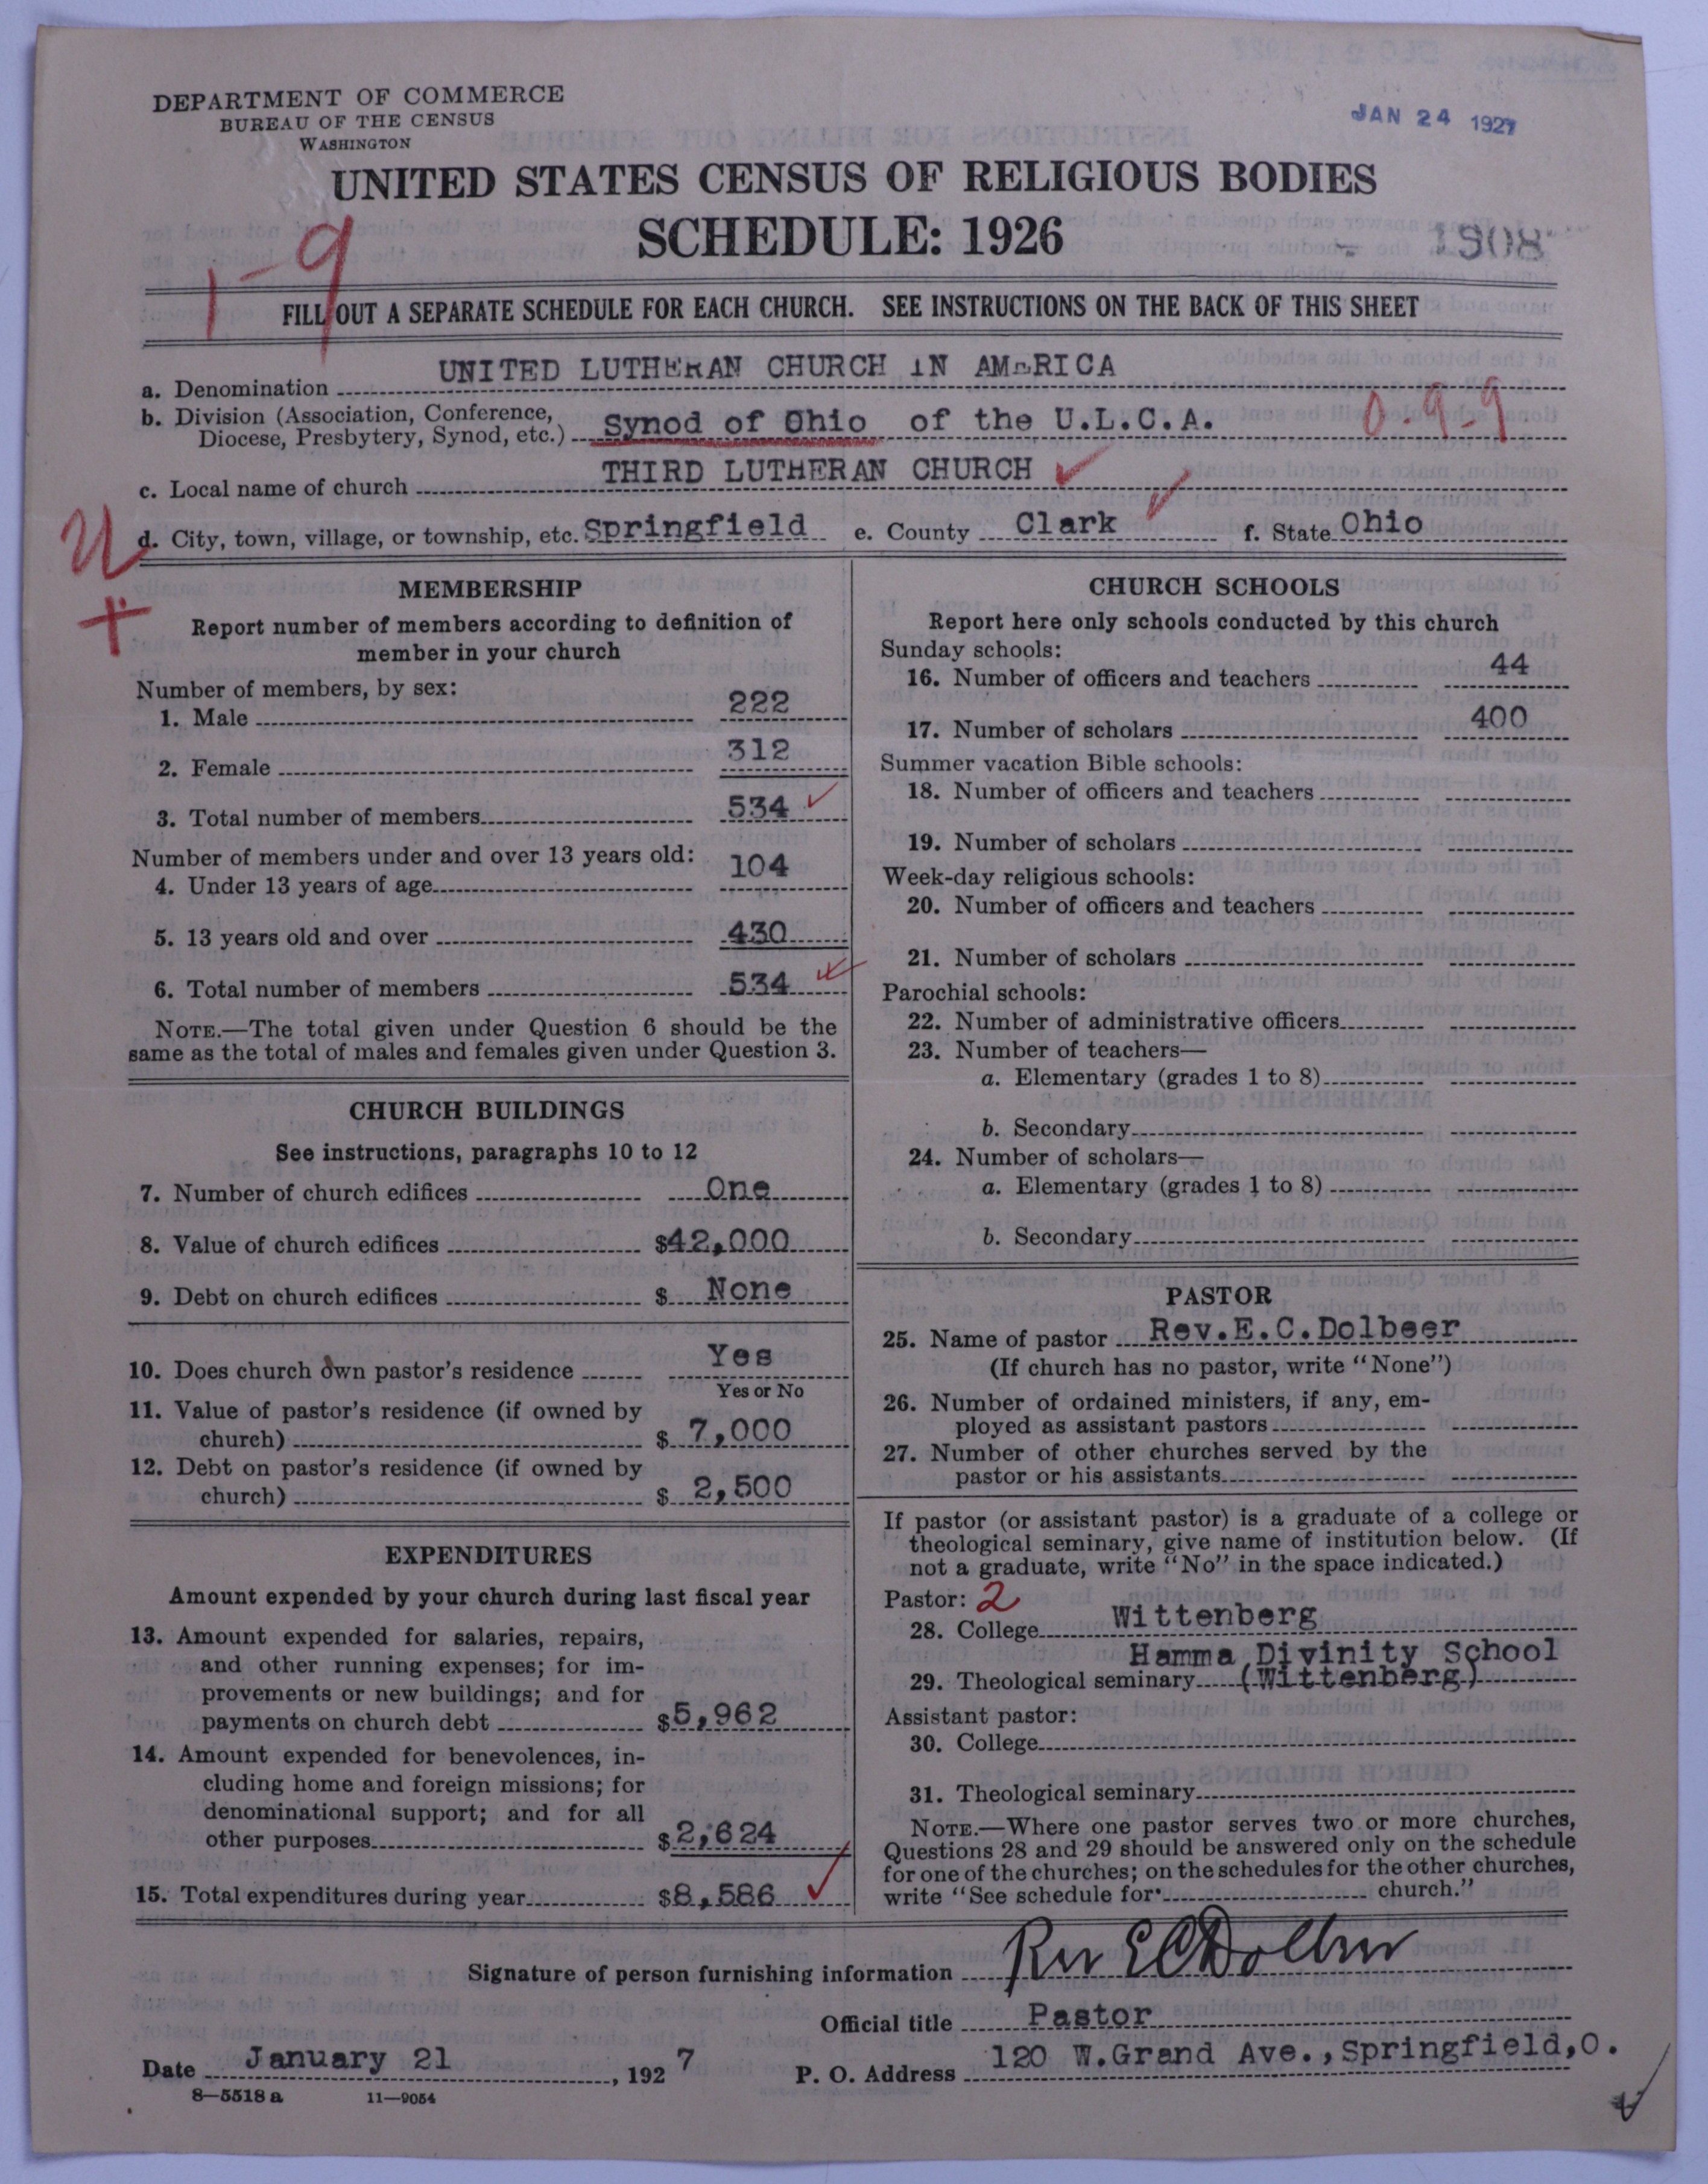 DEPARTMENT OF COMMERCE
BUREAU OF THE CENSUS
WASHINGTON
JAN 24 1927
UNITED STATES CENSUS OF RELIGIOUS BODIES
SCHEDULE: 1926
1908
1-9
FILL OUT A SEPARATE SCHEDULE FOR EACH CHURCH. SEE INSTRUCTIONS ON THE BACK OF THIS SHEET
a. Denomination UNITED LUTHERAN CHURCH IN AMERICA
b. Division (Association, Conference, Diocese, Presbytery, Synod, etc.) Synod of Ohio of the U.L.C.A. 0-9-9
c. Local name of church THIRD LUTHERAN CHURCH
d. City, town, village, or township, etc. Springfield e. County Clark f. State Ohio
MEMBERSHIP
Report number of members according to definition of
member in your church
Number of members, by sex:
1. Male 222
2. Female 312
3. Total number of members 534
Number of members under and over 13 years old:
4. Under 13 years of age 104
5. 13 years old and over 430
6. Total number of members 534
NOTE.—The total given under Question 6 should be the
same as the total of males and females given under Question 3.
CHURCH BUILDINGS
See instructions, paragraphs 10 to 12
7. Number of church edifices One
8. Value of church edifices $42,000
9. Debt on church edifices $ None
10. Does church own pastor's residence Yes
Yes or No
11. Value of pastor's residence (if owned by
church) $ 7,000
12. Debt on pastor's residence (if owned by
church) $ 2,500
EXPENDITURES
Amount expended by your church during last fiscal year
13. Amount expended for salaries, repairs,
and other running expenses; for im-
provements or new buildings; and for
payments on church debt $5,962
14. Amount expended for benevolences, in-
cluding home and foreign missions; for
denominational support; and for all
other purposes $2,624
15. Total expenditures during year $8,586
CHURCH SCHOOLS
Report here only schools conducted by this church
Sunday schools:
16. Number of officers and teachers 44
17. Number of scholars 400
Summer vacation Bible schools:
18. Number of officers and teachers
19. Number of scholars
Week-day religious schools:
20. Number of officers and teachers
21. Number of scholars
Parochial schools:
22. Number of administrative officers
23. Number of teachers—
a. Elementary (grades 1 to 8)
b. Secondary
24. Number of scholars—
a. Elementary (grades 1 to 8)
b. Secondary
PASTOR
25. Name of pastor Rev.E.C.Dolbeer
(If church has no pastor, write "None")
26. Number of ordained ministers, if any, em-
ployed as assistant pastors
27. Number of other churches served by the
pastor or his assistants
If pastor (or assistant pastor) is a graduate of a college or
theological seminary, give name of institution below. (If
not a graduate, write "No" in the space indicated.)
Pastor: 2
28. College Wittenberg
Hamma Divinity School
29. Theological seminary (Wittenberg)
Assistant pastor:
30. College
31. Theological seminary
NOTE.—Where one pastor serves two or more churches,
Questions 28 and 29 should be answered only on the schedule
for one of the churches; on the schedules for the other churches,
write "See schedule for church."
Signature of person furnishing information Rev E C Dolbeer
Official title Pastor
Date January 21, 1927 P. O. Address 120 W.Grand Ave.,Springfield,O.
8—5518 a 11—9054